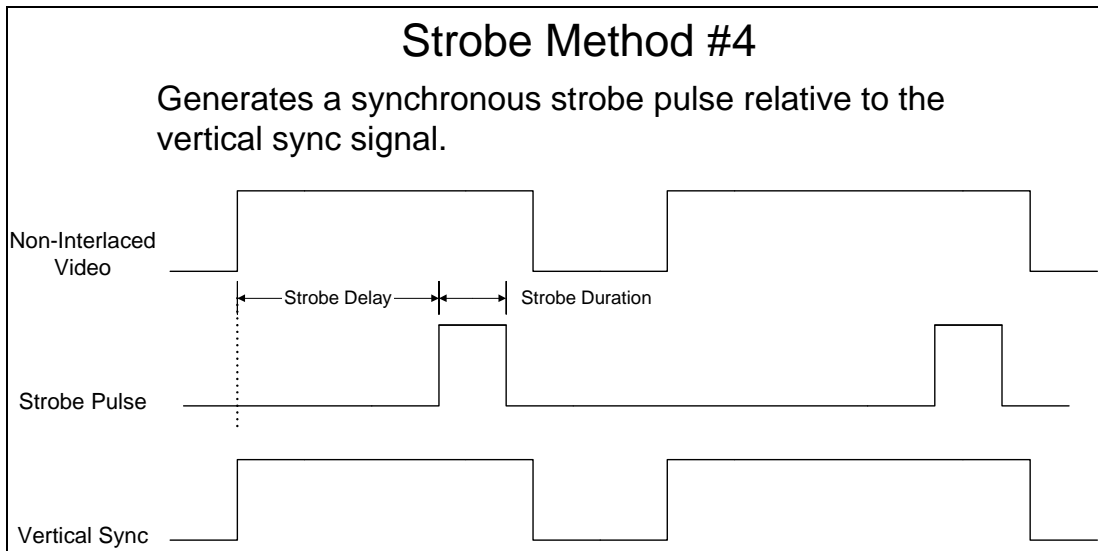 Strobe Method #4
Generates a synchronous strobe pulse relative to the
vertical sync signal.
Non-Interlaced
Video
Strobe Delay
Strobe Duration
Strobe Pulse
Vertical Sync